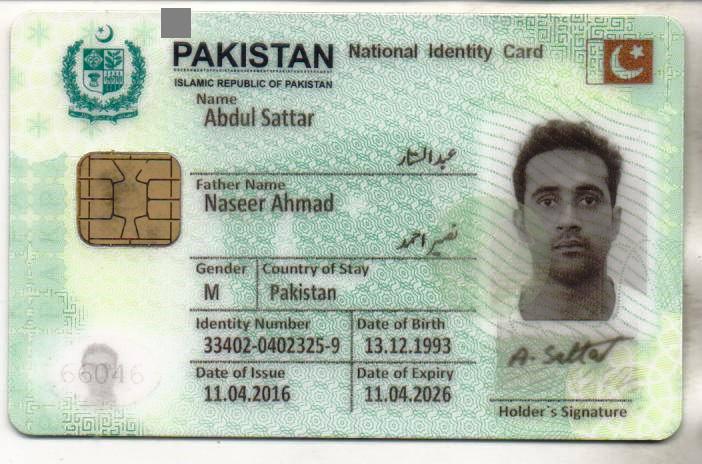 PAKISTAN National Identity Card
ISLAMIC REPUBLIC OF PAKISTAN
Name
Abdul Sattar
عبدالستار
Father Name
Naseer Ahmad
نصیر احمد
Gender Country of Stay
M Pakistan
Identity Number Date of Birth
33402-0402325-9 13.12.1993
Date of Issue Date of Expiry
11.04.2016 11.04.2026
66046
A. Sattar
Holder`s Signature